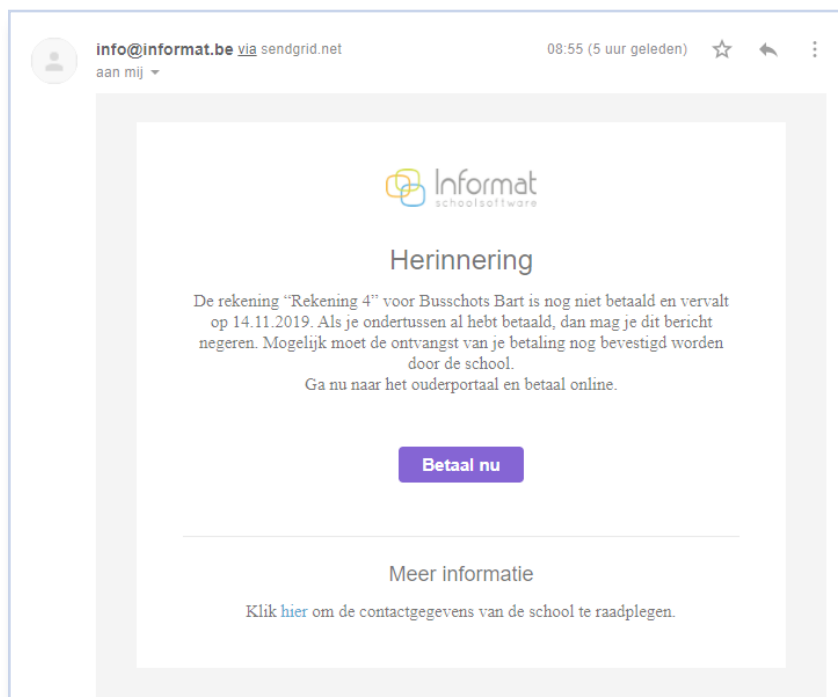 info@informat.be via sendgrid.net 08:55 (5 uur geleden)
aan mij
Informat
schoolsoftware
Herinnering
De rekening “Rekening 4” voor Busschots Bart is nog niet betaald en vervalt
op 14.11.2019. Als je ondertussen al hebt betaald, dan mag je dit bericht
negeren. Mogelijk moet de ontvangst van je betaling nog bevestigd worden
door de school.
Ga nu naar het ouderportaal en betaal online.
Betaal nu
Meer informatie
Klik hier om de contactgegevens van de school te raadplegen.